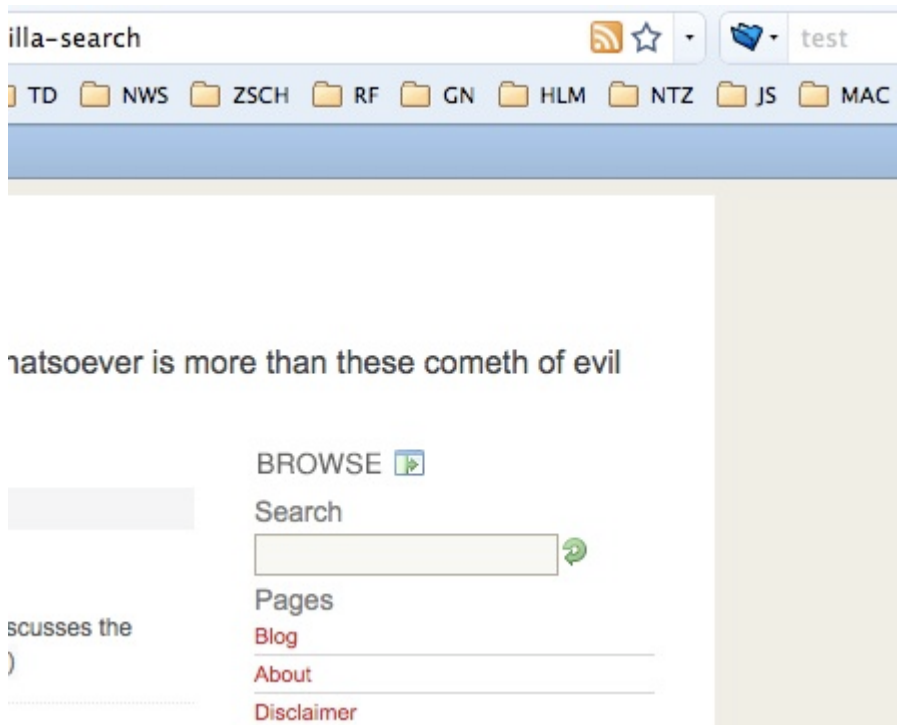 illa-search
test
TD NWS ZSCH RF GN HLM NTZ JS MAC
hatsoever is more than these cometh of evil
BROWSE
Search
Pages
scusses the
)
Blog
About
Disclaimer